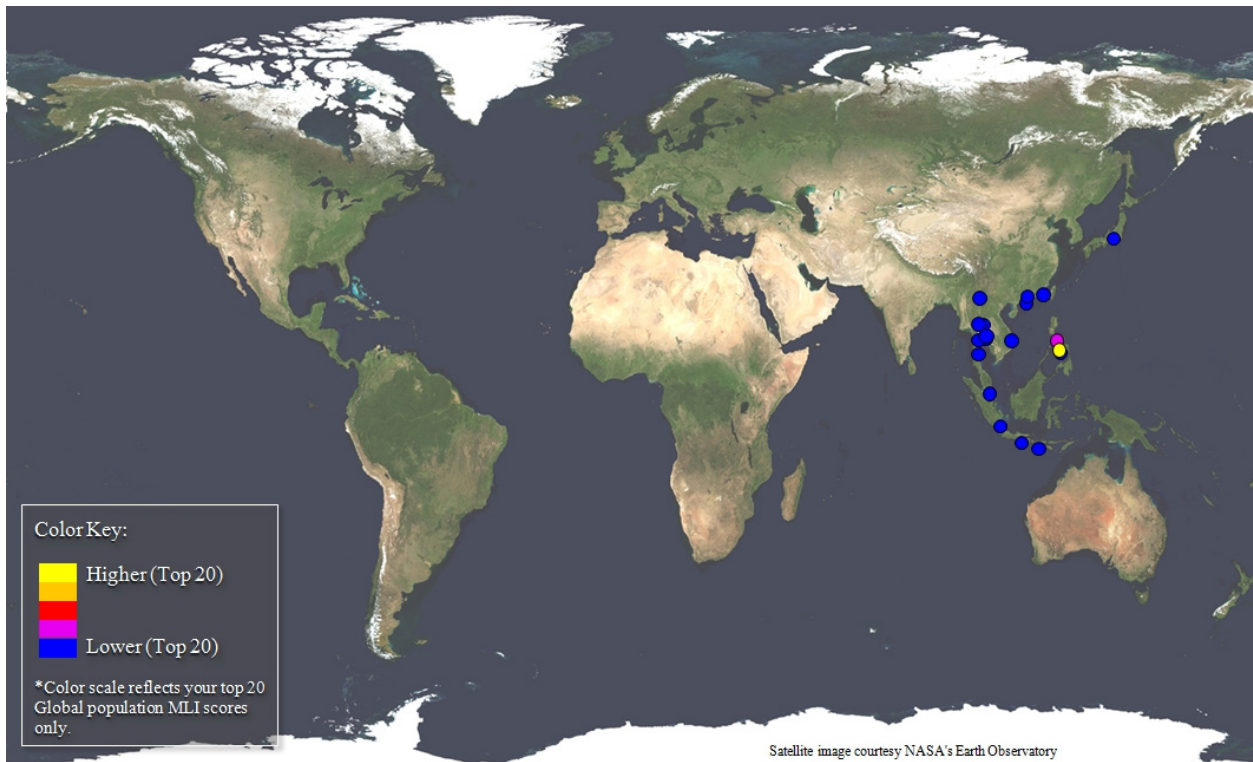 Color Key:
Higher (Top 20)
Lower (Top 20)
*Color scale reflects your top 20
Global population MLI scores
only.
Satellite image courtesy NASA's Earth Observatory